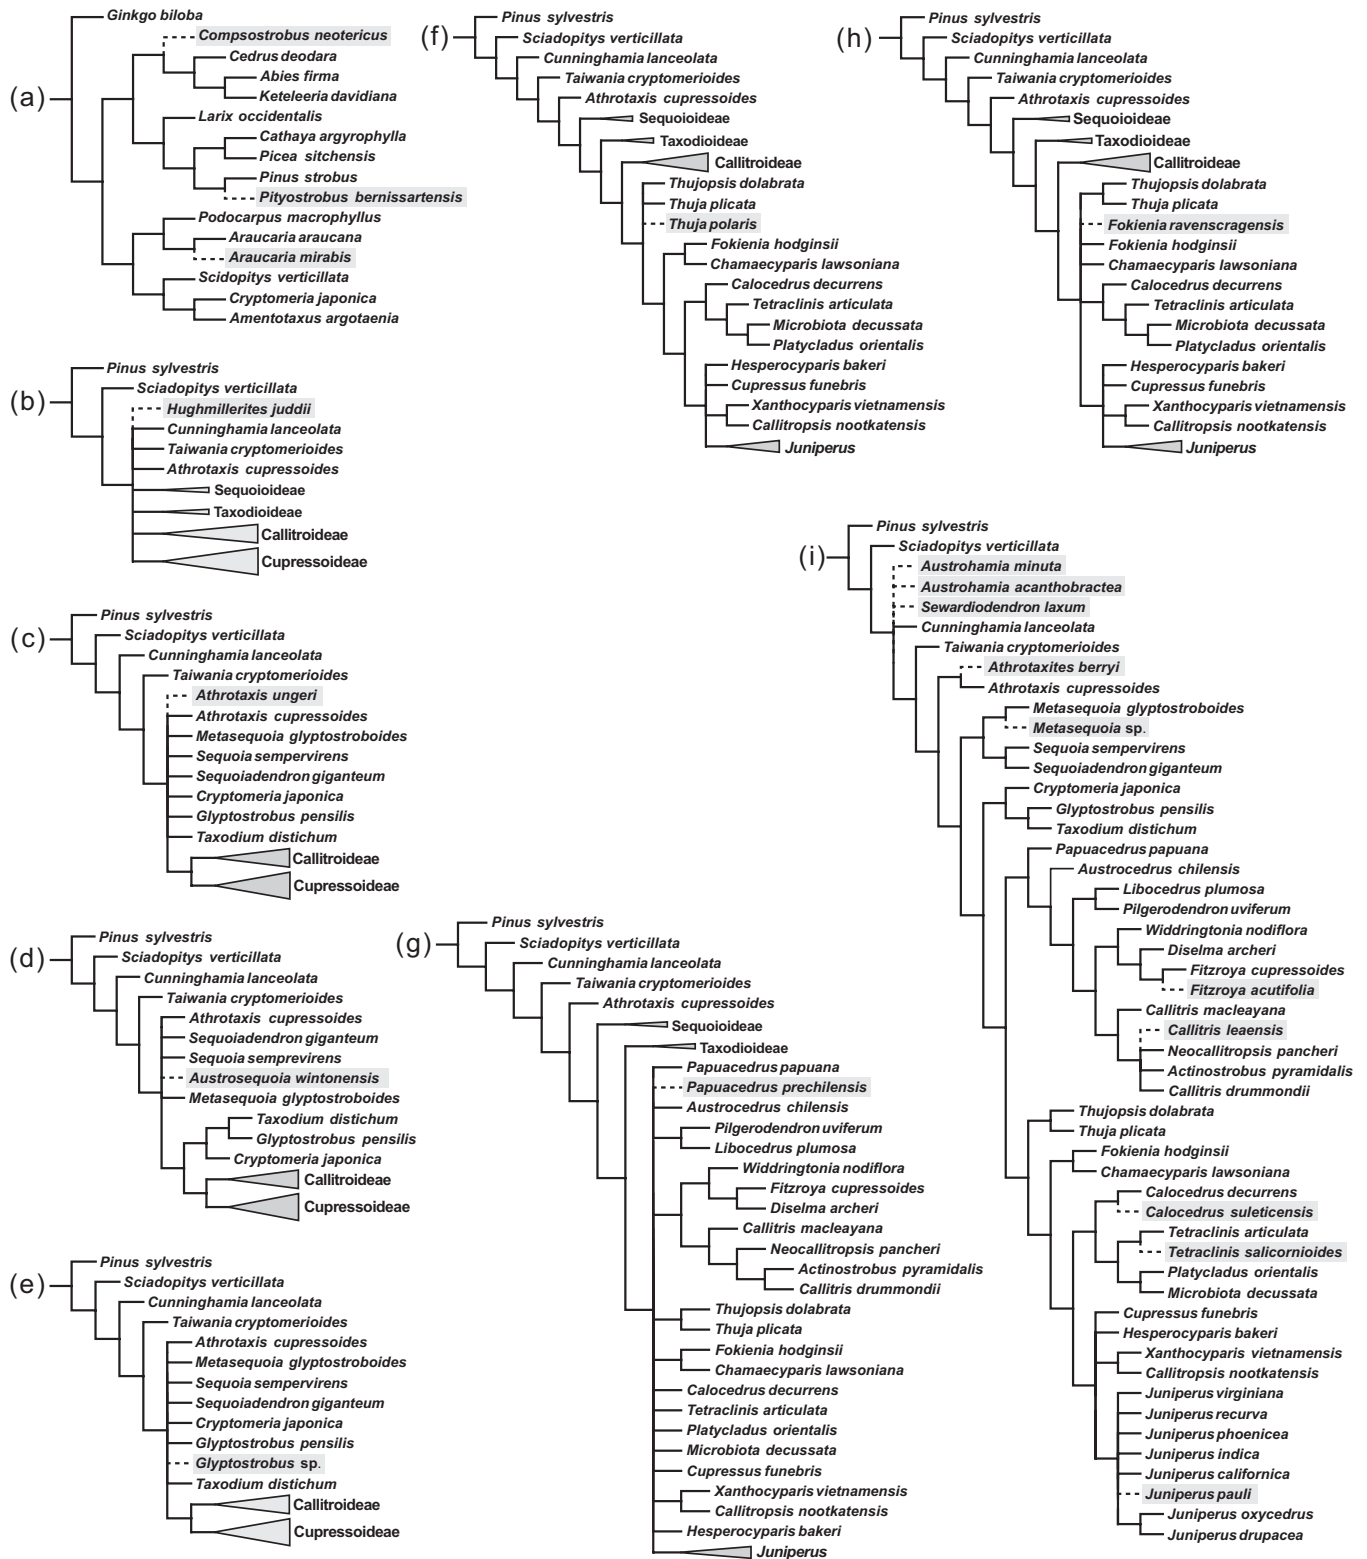 (a)
Ginkgo biloba
Compsostrobus neotericus
Cedrus deodara
Abies firma
Keteleeria davidiana
Larix occidentalis
Cathaya argyrophylla
Picea sitchensis
Pinus strobus
Pityostrobus bernissartensis
Podocarpus macrophyllus
Araucaria araucana
Araucaria mirabis
Scidopitys verticillata
Cryptomeria japonica
Amentotaxus argotaenia
(b)
Pinus sylvestris
Sciadopitys verticillata
Hughmillerites juddii
Cunninghamia lanceolata
Taiwania cryptomerioides
Athrotaxis cupressoides
Sequoioideae
Taxodioideae
Callitroideae
Cupressoideae
(c)
Pinus sylvestris
Sciadopitys verticillata
Cunninghamia lanceolata
Taiwania cryptomerioides
Athrotaxis ungeri
Athrotaxis cupressoides
Metasequoia glyptostroboides
Sequoia sempervirens
Sequoiadendron giganteum
Cryptomeria japonica
Glyptostrobus pensilis
Taxodium distichum
Callitroideae
Cupressoideae
(d)
Pinus sylvestris
Sciadopitys verticillata
Cunninghamia lanceolata
Taiwania cryptomerioides
Athrotaxis cupressoides
Sequoiadendron giganteum
Sequoia semprevirens
Austrosequoia wintonensis
Metasequoia glyptostroboides
Taxodium distichum
Glyptostrobus pensilis
Cryptomeria japonica
Callitroideae
Cupressoideae
(e)
Pinus sylvestris
Sciadopitys verticillata
Cunninghamia lanceolata
Taiwania cryptomerioides
Athrotaxis cupressoides
Metasequoia glyptostroboides
Sequoia sempervirens
Sequoiadendron giganteum
Cryptomeria japonica
Glyptostrobus pensilis
Glyptostrobus sp.
Taxodium distichum
Callitroideae
Cupressoideae
(f)
Pinus sylvestris
Sciadopitys verticillata
Cunninghamia lanceolata
Taiwania cryptomerioides
Athrotaxis cupressoides
Sequoioideae
Taxodioideae
Callitroideae
Thujopsis dolabrata
Thuja plicata
Thuja polaris
Fokienia hodginsii
Chamaecyparis lawsoniana
Calocedrus decurrens
Tetraclinis articulata
Microbiota decussata
Platycladus orientalis
Hesperocyparis bakeri
Cupressus funebris
Xanthocyparis vietnamensis
Callitropsis nootkatensis
Juniperus
(g)
Pinus sylvestris
Sciadopitys verticillata
Cunninghamia lanceolata
Taiwania cryptomerioides
Athrotaxis cupressoides
Sequoioideae
Taxodioideae
Papuacedrus papuana
Papuacedrus prechilensis
Austrocedrus chilensis
Pilgerodendron uviferum
Libocedrus plumosa
Widdringtonia nodiflora
Fitzroya cupressoides
Diselma archeri
Callitris macleayana
Neocallitropsis pancheri
Actinostrobus pyramidalis
Callitris drummondii
Thujopsis dolabrata
Thuja plicata
Fokienia hodginsii
Chamaecyparis lawsoniana
Calocedrus decurrens
Tetraclinis articulata
Platycladus orientalis
Microbiota decussata
Cupressus funebris
Xanthocyparis vietnamensis
Callitropsis nootkatensis
Hesperocyparis bakeri
Juniperus
(h)
Pinus sylvestris
Sciadopitys verticillata
Cunninghamia lanceolata
Taiwania cryptomerioides
Athrotaxis cupressoides
Sequoioideae
Taxodioideae
Callitroideae
Thujopsis dolabrata
Thuja plicata
Fokienia ravenscragensis
Fokienia hodginsii
Chamaecyparis lawsoniana
Calocedrus decurrens
Tetraclinis articulata
Microbiota decussata
Platycladus orientalis
Hesperocyparis bakeri
Cupressus funebris
Xanthocyparis vietnamensis
Callitropsis nootkatensis
Juniperus
(i)
Pinus sylvestris
Sciadopitys verticillata
Austrohamia minuta
Austrohamia acanthobractea
Sewardiodendron laxum
Cunninghamia lanceolata
Taiwania cryptomerioides
Athrotaxites berryi
Athrotaxis cupressoides
Metasequoia glyptostroboides
Metasequoia sp.
Sequoia sempervirens
Sequoiadendron giganteum
Cryptomeria japonica
Glyptostrobus pensilis
Taxodium distichum
Papuacedrus papuana
Austrocedrus chilensis
Libocedrus plumosa
Pilgerodendron uviferum
Widdringtonia nodiflora
Diselma archeri
Fitzroya cupressoides
Fitzroya acutifolia
Callitris macleayana
Callitris leaensis
Neocallitropsis pancheri
Actinostrobus pyramidalis
Callitris drummondii
Thujopsis dolabrata
Thuja plicata
Fokienia hodginsii
Chamaecyparis lawsoniana
Calocedrus decurrens
Calocedrus suleticensis
Tetraclinis articulata
Tetraclinis salicornioides
Platycladus orientalis
Microbiota decussata
Cupressus funebris
Hesperocyparis bakeri
Xanthocyparis vietnamensis
Callitropsis nootkatensis
Juniperus virginiana
Juniperus recurva
Juniperus phoenicea
Juniperus indica
Juniperus californica
Juniperus pauli
Juniperus oxycedrus
Juniperus drupacea